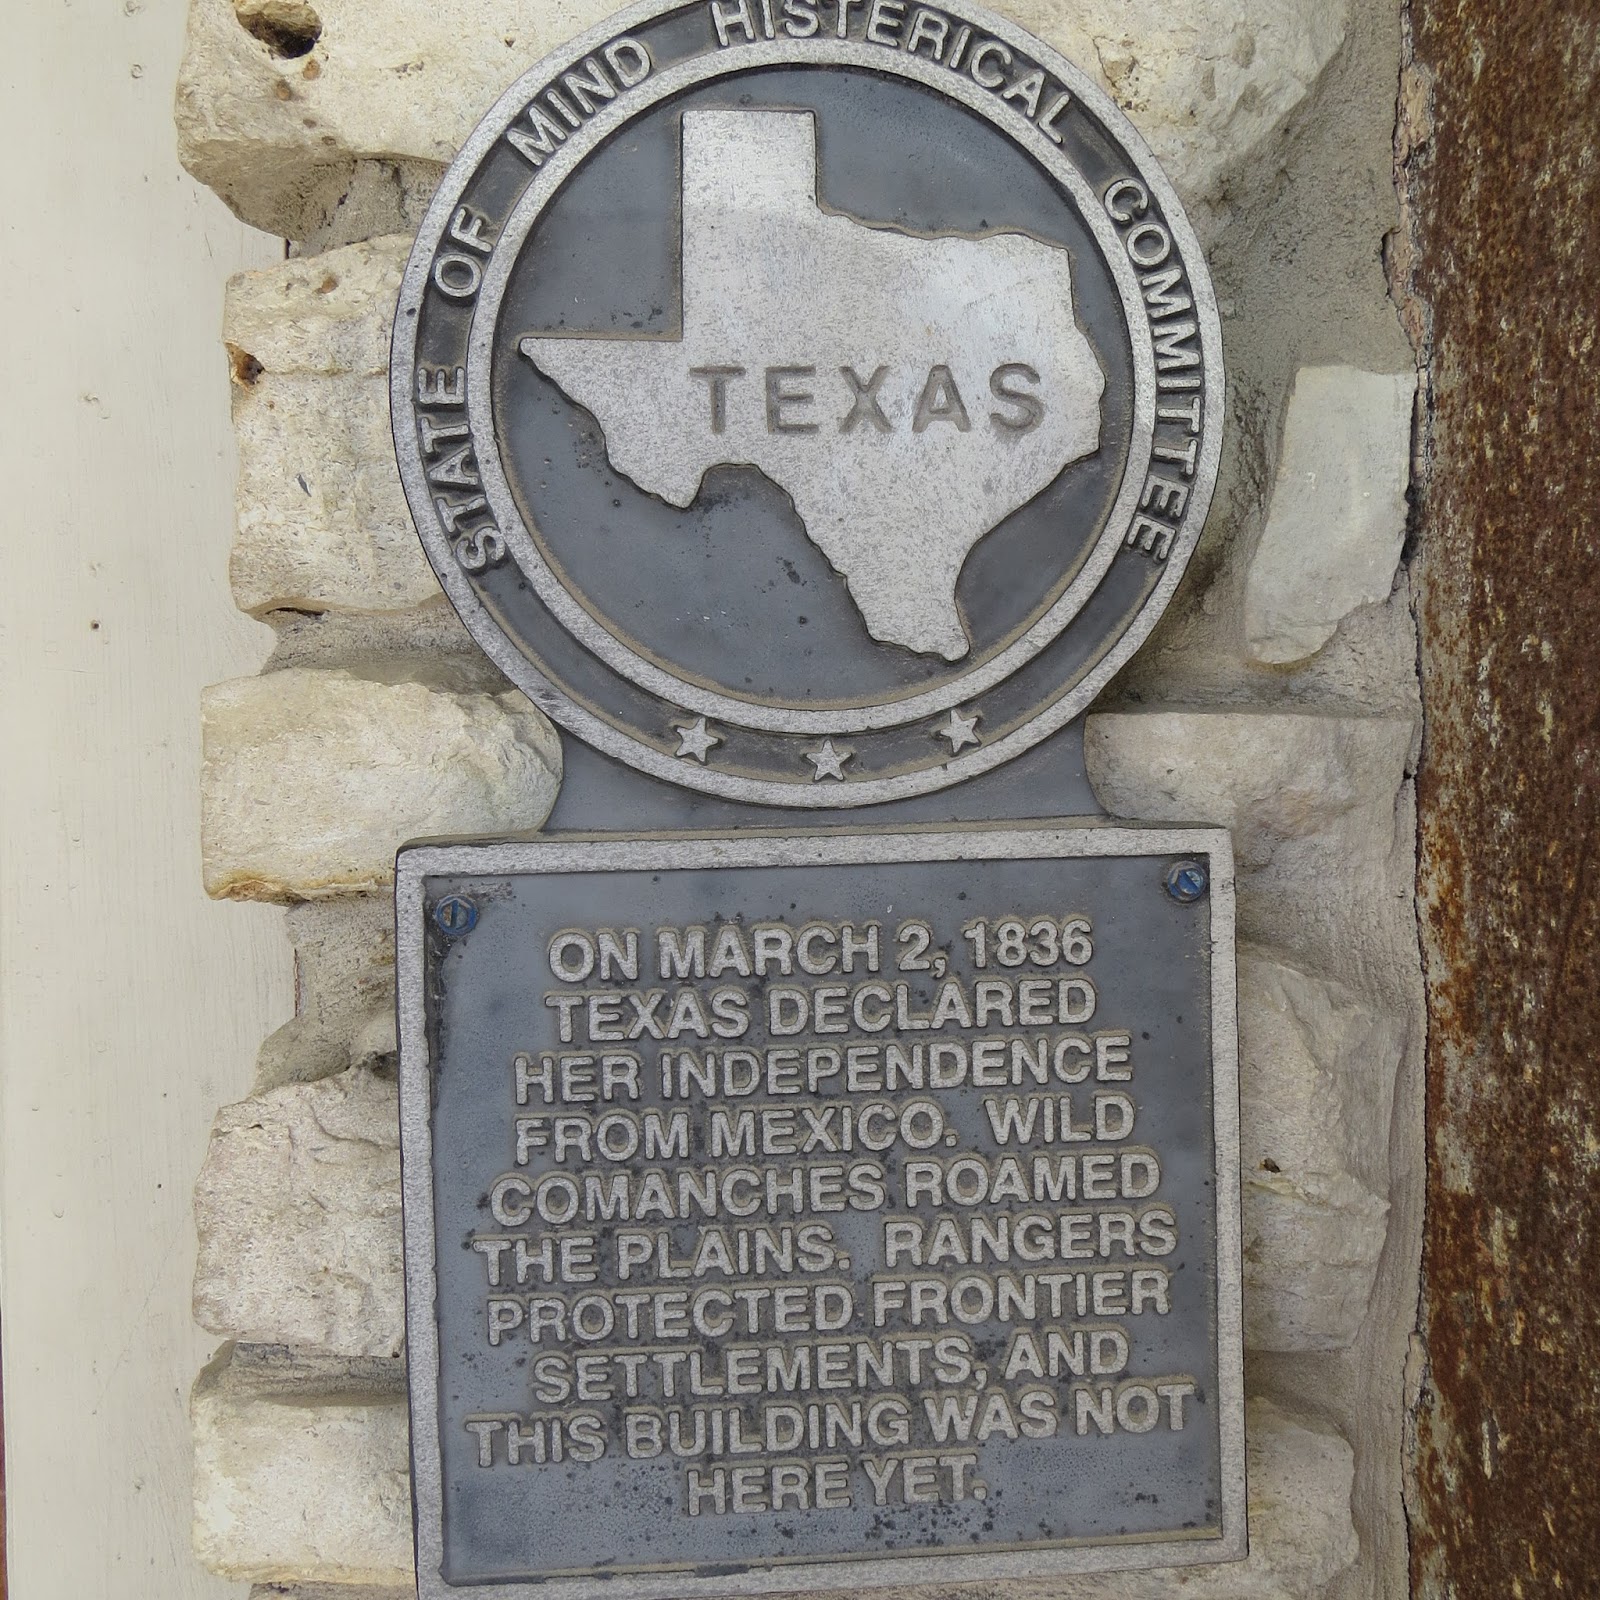 STATE OF MIND HISTERICAL COMMITTEE
TEXAS
ON MARCH 2, 1836
TEXAS DECLARED
HER INDEPENDENCE
FROM MEXICO. WILD
COMANCHES ROAMED
THE PLAINS. RANGERS
PROTECTED FRONTIER
SETTLEMENTS, AND
THIS BUILDING WAS NOT
HERE YET.